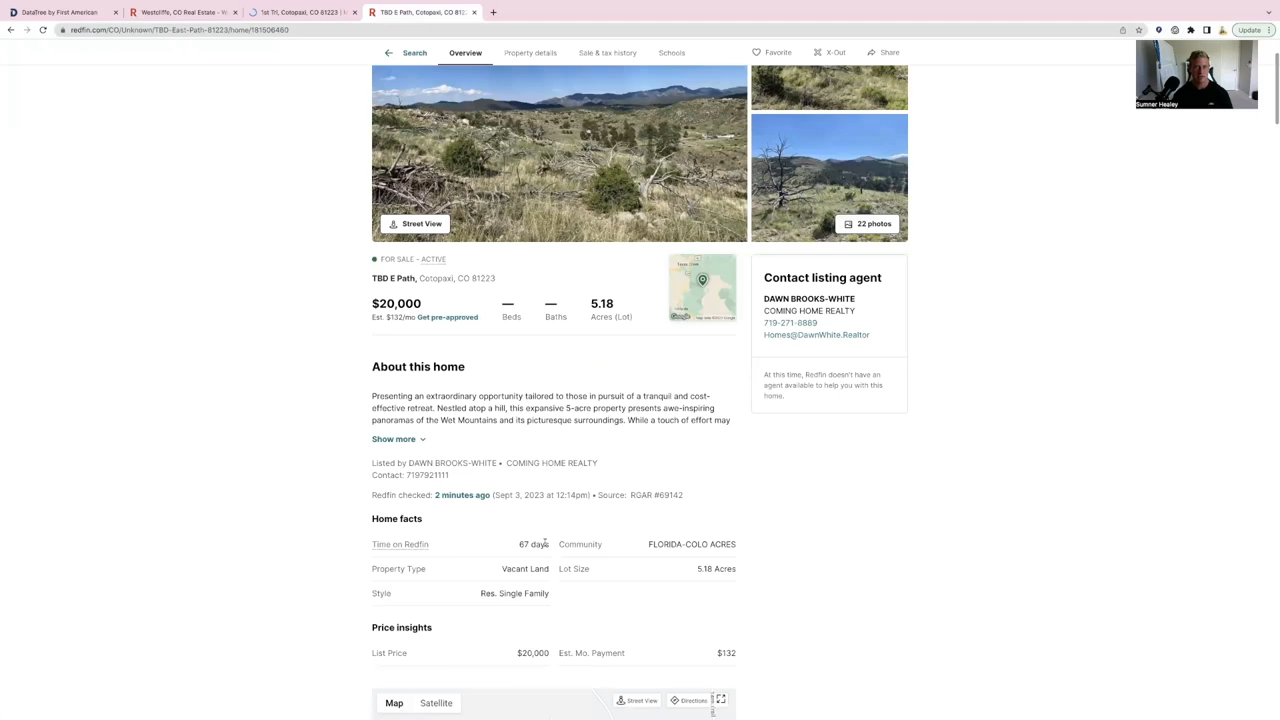 DataTree by First American
Westcliffe, CO Real Estate - W
1st Trl, Cotopaxi, CO 81223 |
TBD E Path, Cotopaxi, CO 812
redfin.com/CO/Unknown/TBD-East-Path-81223/home/181506460
Update
Search
Overview
Property details
Sale & tax history
Schools
Favorite
X-Out
Share
Sumner Healey
Street View
22 photos
FOR SALE - ACTIVE
TBD E Path, Cotopaxi, CO 81223
$20,000
Est. $132/mo Get pre-approved
—
Beds
—
Baths
5.18
Acres (Lot)
Google
Contact listing agent
DAWN BROOKS-WHITE
COMING HOME REALTY
719-271-8889
Homes@DawnWhite.Realtor
At this time, Redfin doesn't have an
agent available to help you with this
home.
About this home
Presenting an extraordinary opportunity tailored to those in pursuit of a tranquil and cost-
effective retreat. Nestled atop a hill, this expansive 5-acre property presents awe-inspiring
panoramas of the Wet Mountains and its picturesque surroundings. While a touch of effort may
Show more
Listed by DAWN BROOKS-WHITE • COMING HOME REALTY
Contact: 7197921111
Redfin checked: 2 minutes ago (Sept 3, 2023 at 12:14pm) • Source: RGAR #69142
Home facts
Time on Redfin
67 days
Community
FLORIDA-COLO ACRES
Property Type
Vacant Land
Lot Size
5.18 Acres
Style
Res. Single Family
Price insights
List Price
$20,000
Est. Mo. Payment
$132
Map
Satellite
Street View
Directions